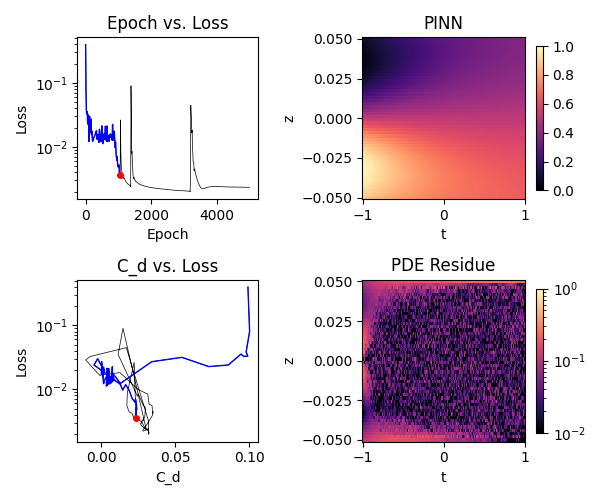 Epoch vs. Loss
10⁻¹
10⁻²
Loss
0 2000 4000
Epoch
PINN
0.050
0.025
0.000
−0.025
−0.050
z
−1 0 1
t
1.0
0.8
0.6
0.4
0.2
0.0
C_d vs. Loss
10⁻¹
10⁻²
Loss
0.00 0.05 0.10
C_d
PDE Residue
0.050
0.025
0.000
−0.025
−0.050
z
−1 0 1
t
10⁰
10⁻¹
10⁻²